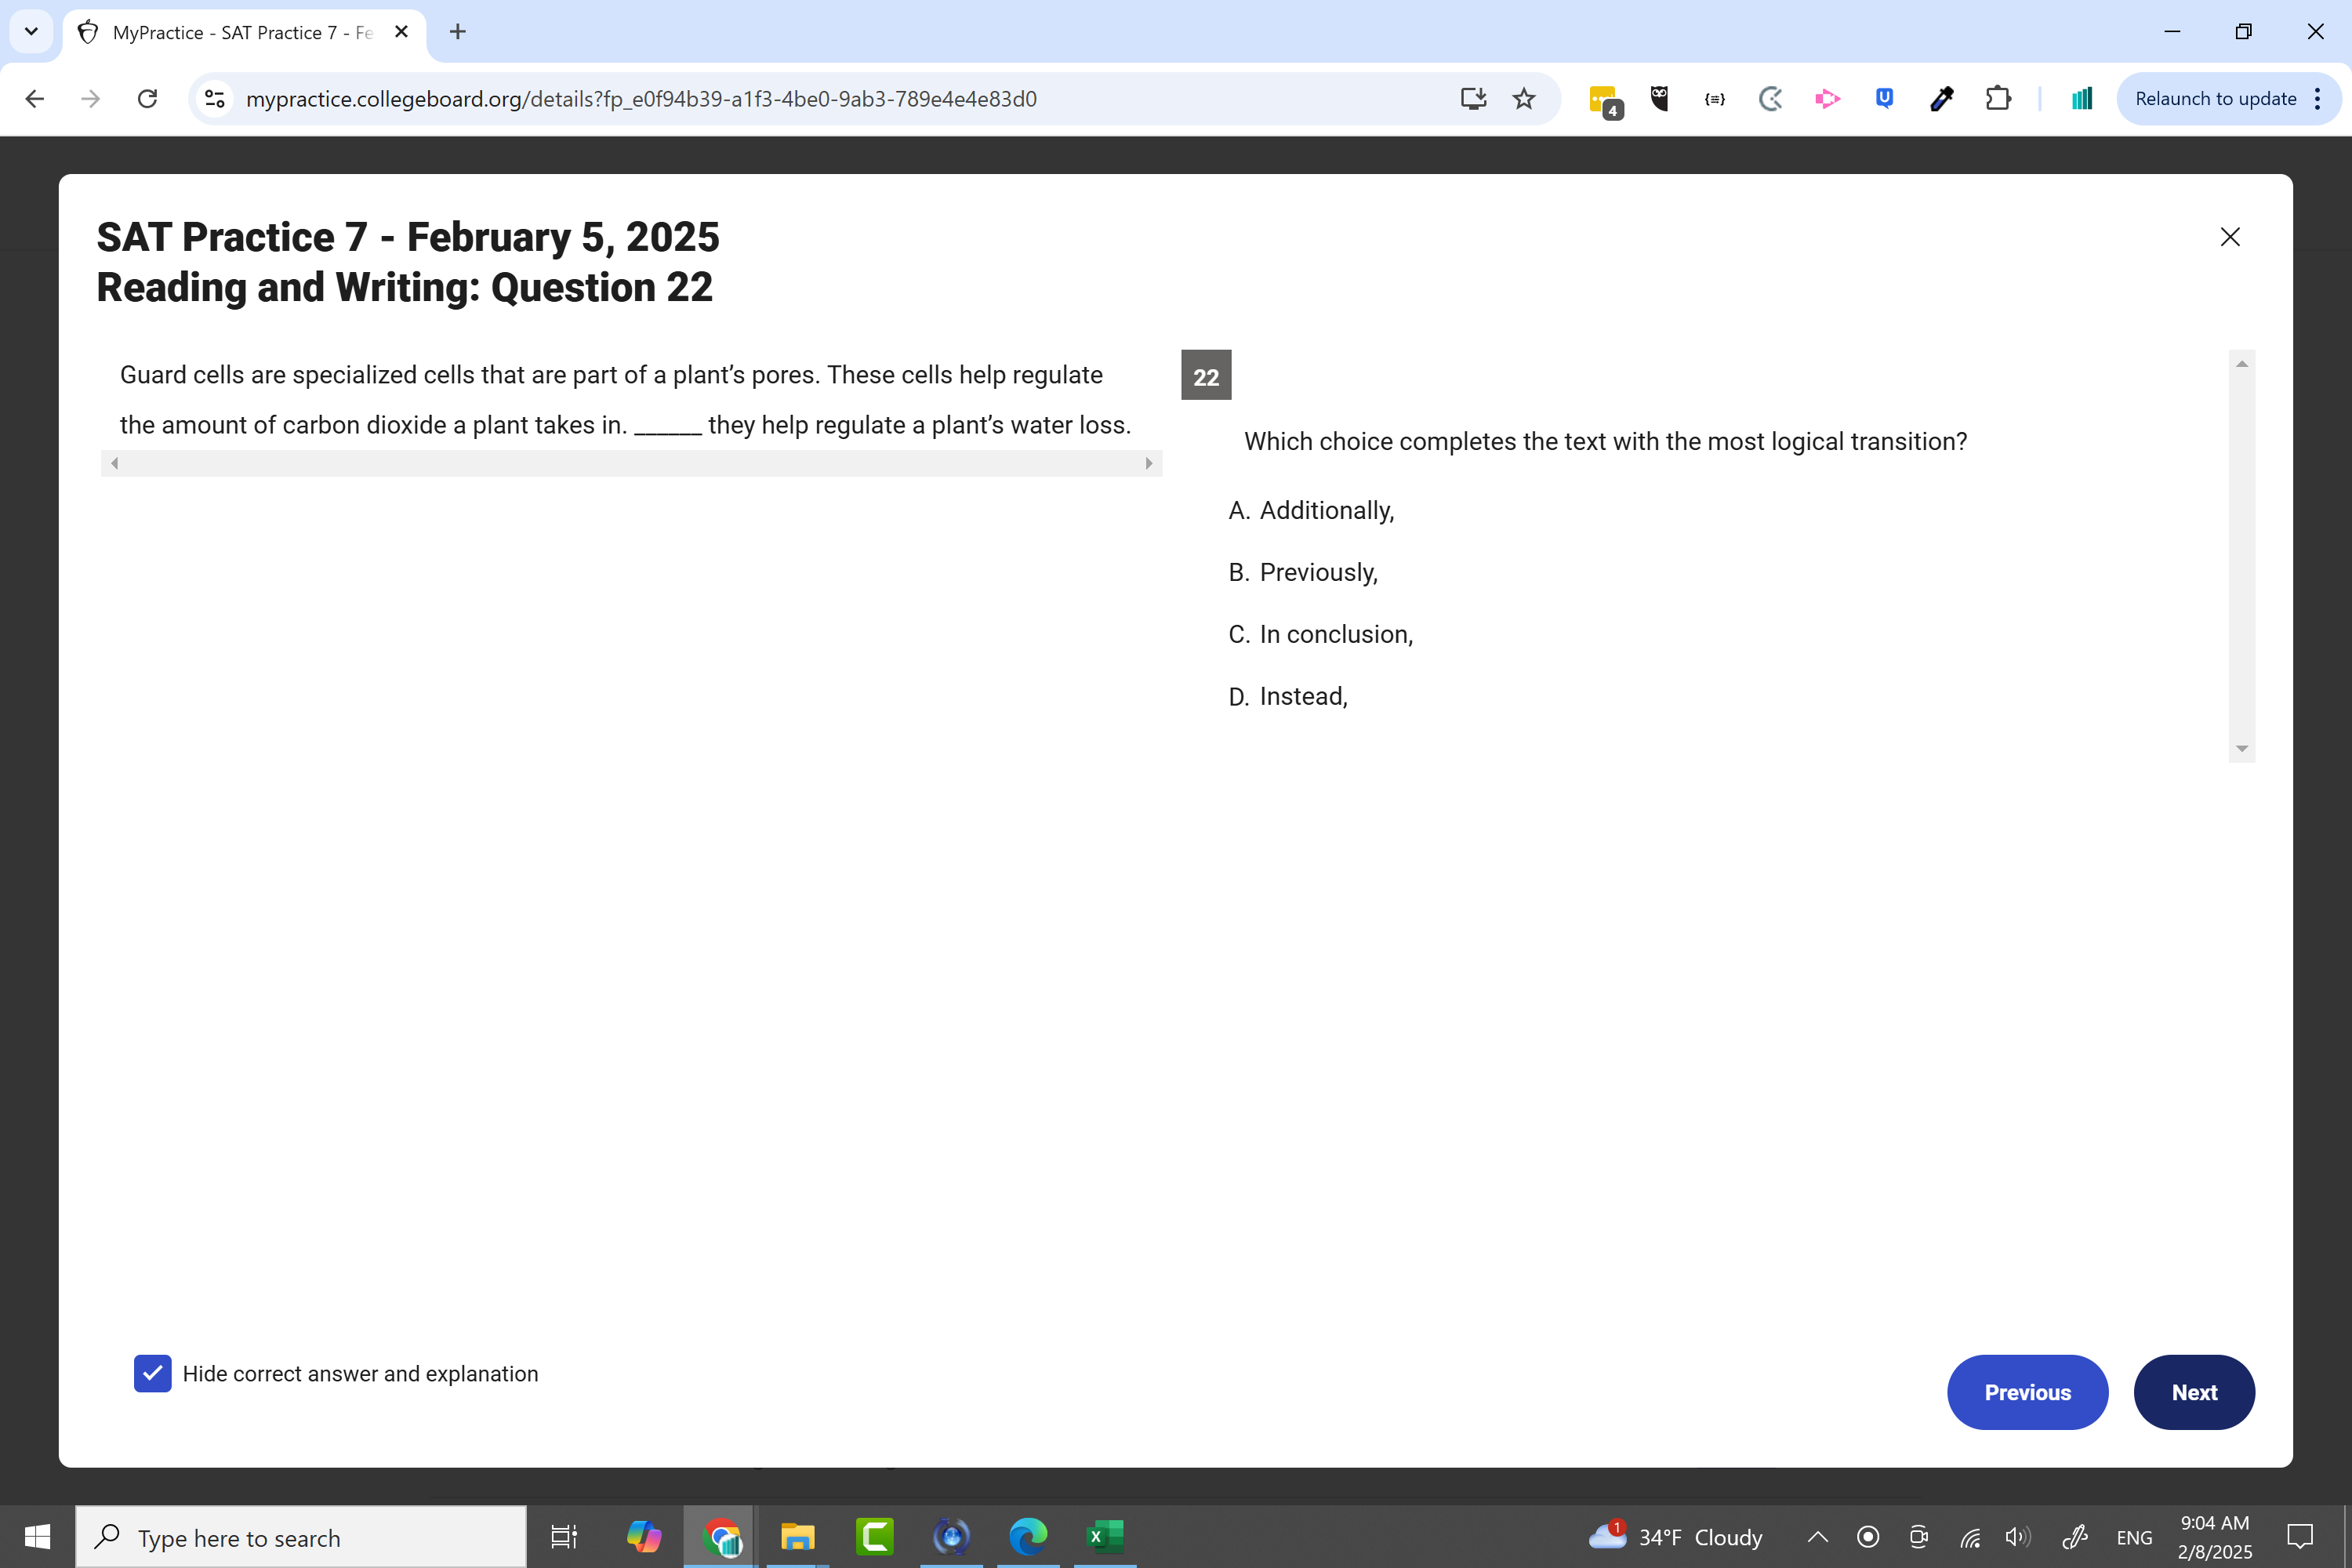 MyPractice - SAT Practice 7 - Fe
mypractice.collegeboard.org/details?fp_e0f94b39-a1f3-4be0-9ab3-789e4e4e83d0
4
Relaunch to update
SAT Practice 7 - February 5, 2025
Reading and Writing: Question 22
Guard cells are specialized cells that are part of a plant’s pores. These cells help regulate
the amount of carbon dioxide a plant takes in. ______ they help regulate a plant’s water loss.
22
Which choice completes the text with the most logical transition?
A. Additionally,
B. Previously,
C. In conclusion,
D. Instead,
Hide correct answer and explanation
Previous
Next
Type here to search
1
34°F Cloudy
ENG
9:04 AM
2/8/2025